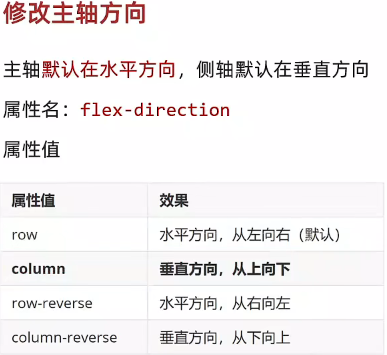 修改主轴方向
主轴默认在水平方向，侧轴默认在垂直方向
属性名：flex-direction
属性值
属性值 效果
row 水平方向，从左向右（默认）
column 垂直方向，从上向下
row-reverse 水平方向，从右向左
column-reverse 垂直方向，从下向上